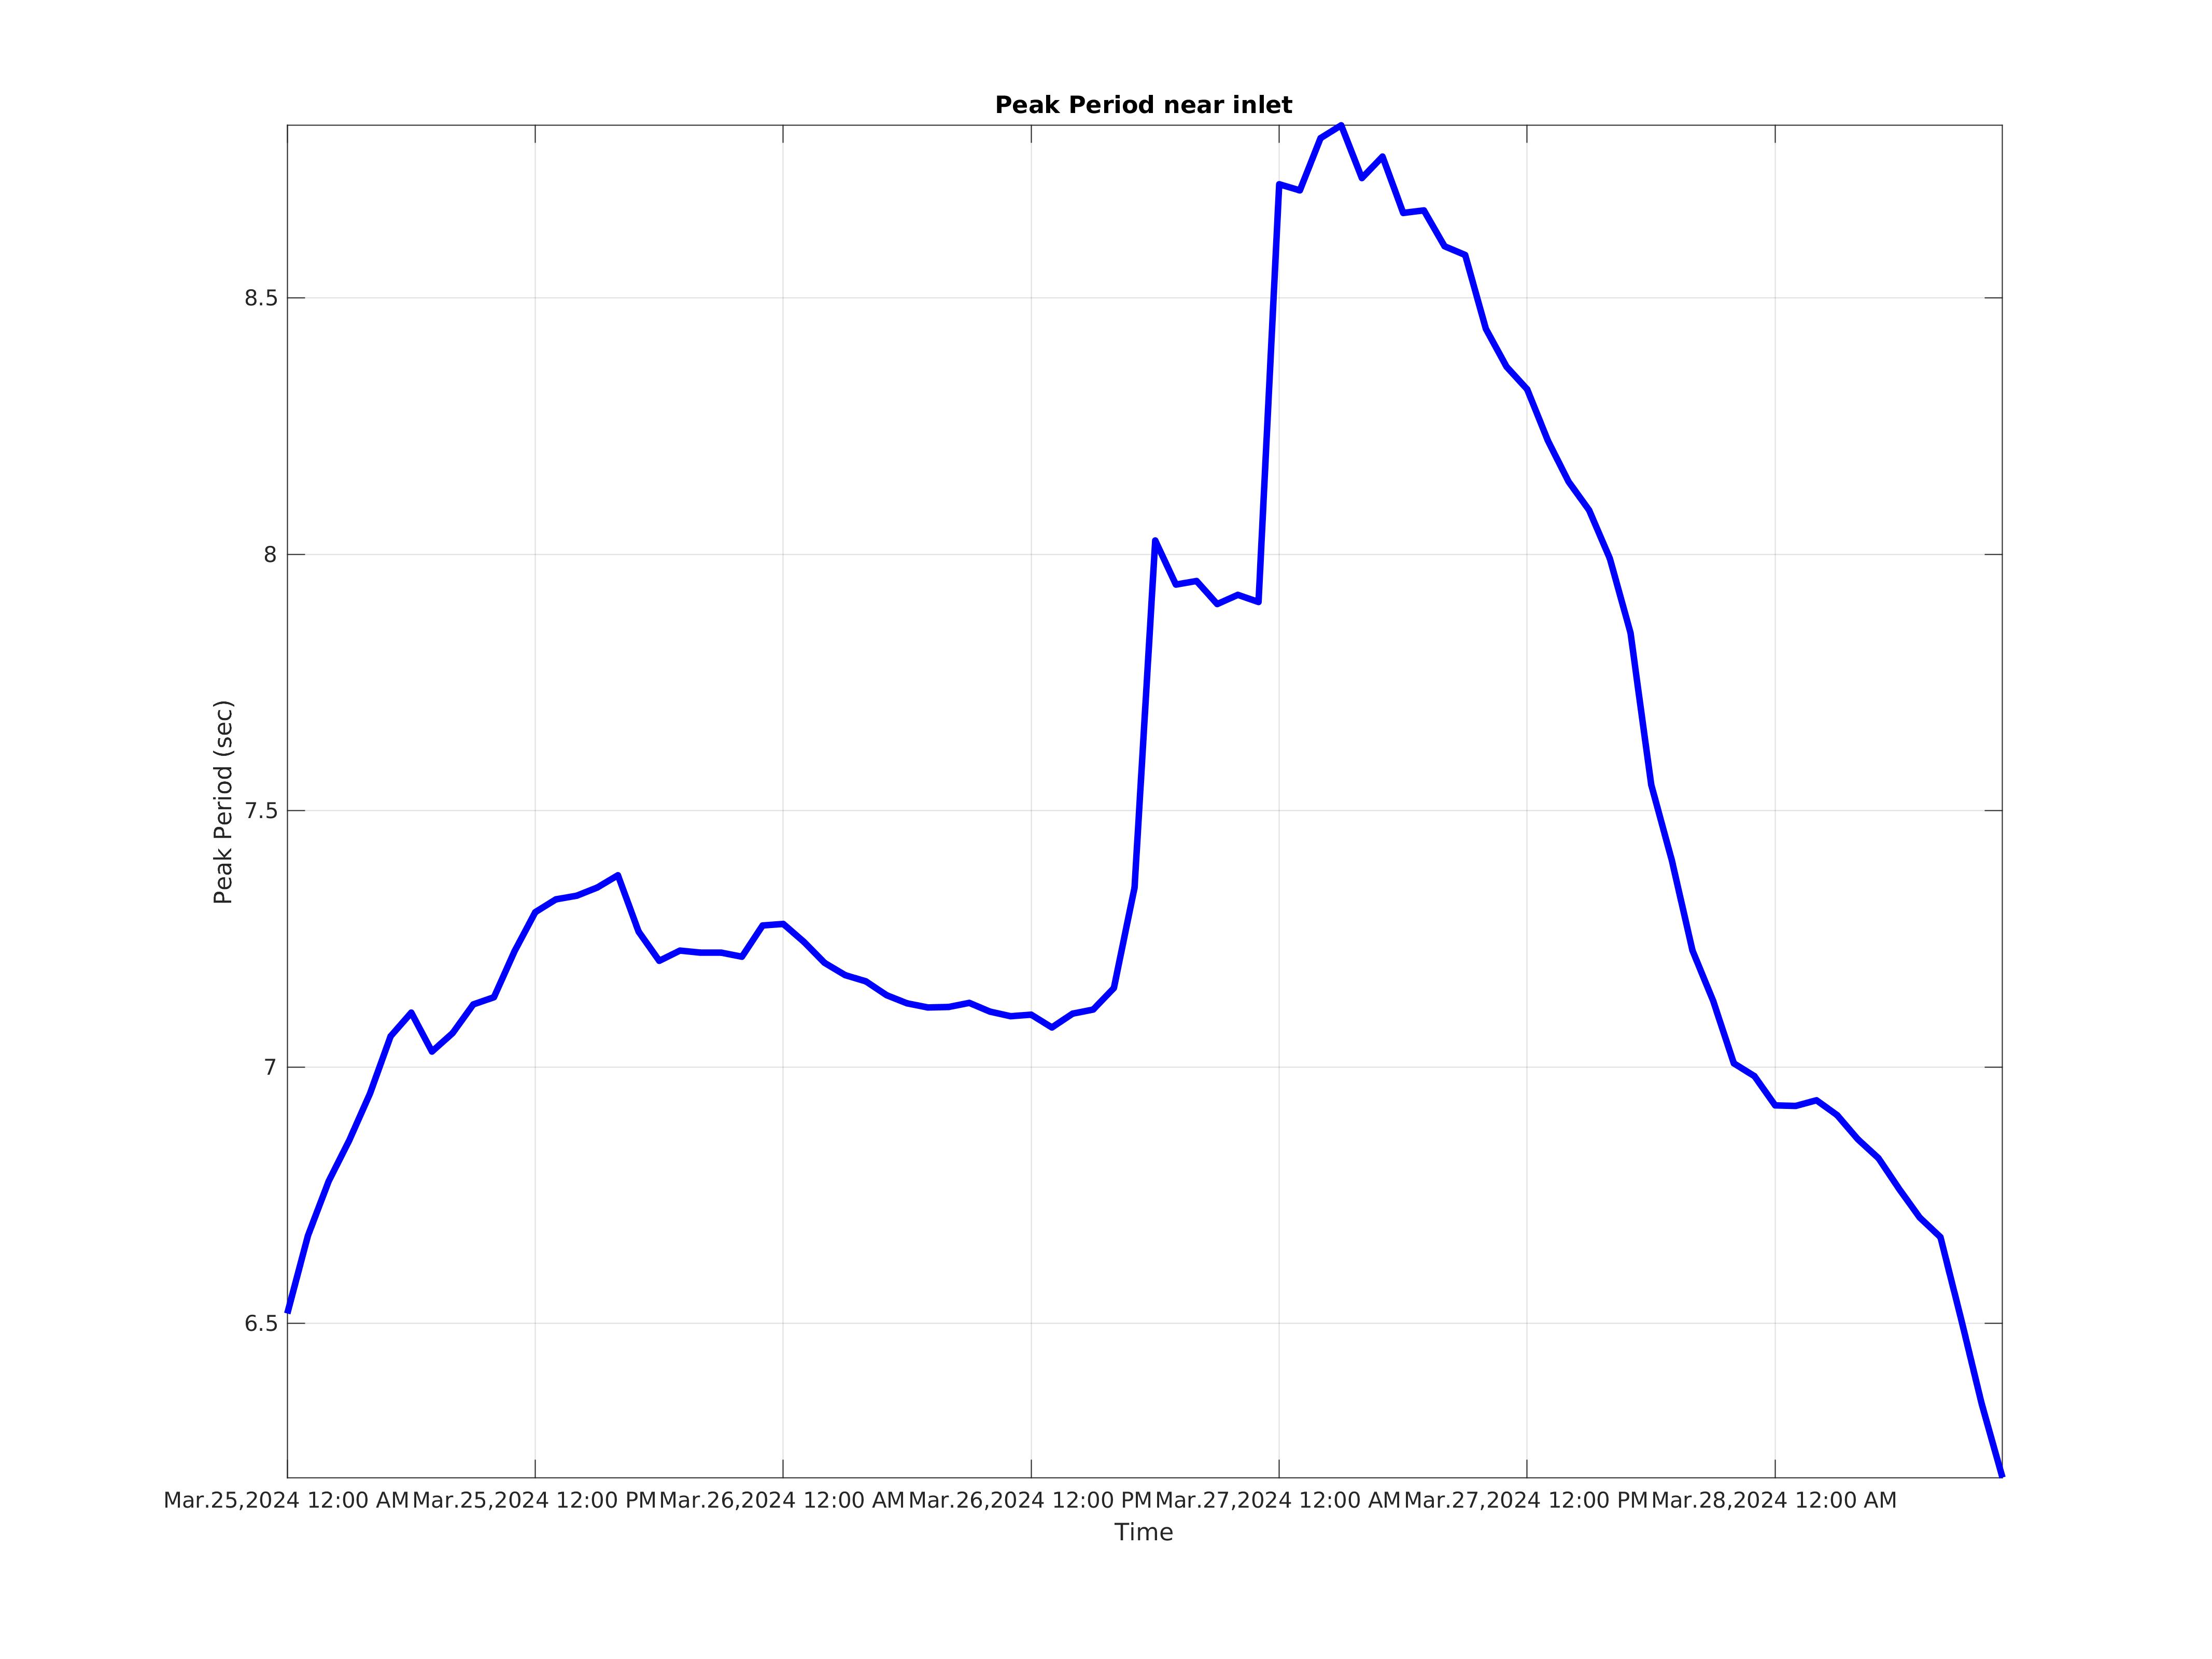 Peak Period near inlet
8.5
8
7.5
7
6.5
Peak Period (sec)
Mar.25,2024 12:00 AM Mar.25,2024 12:00 PM Mar.26,2024 12:00 AM Mar.26,2024 12:00 PM Mar.27,2024 12:00 AM Mar.27,2024 12:00 PM Mar.28,2024 12:00 AM
Time